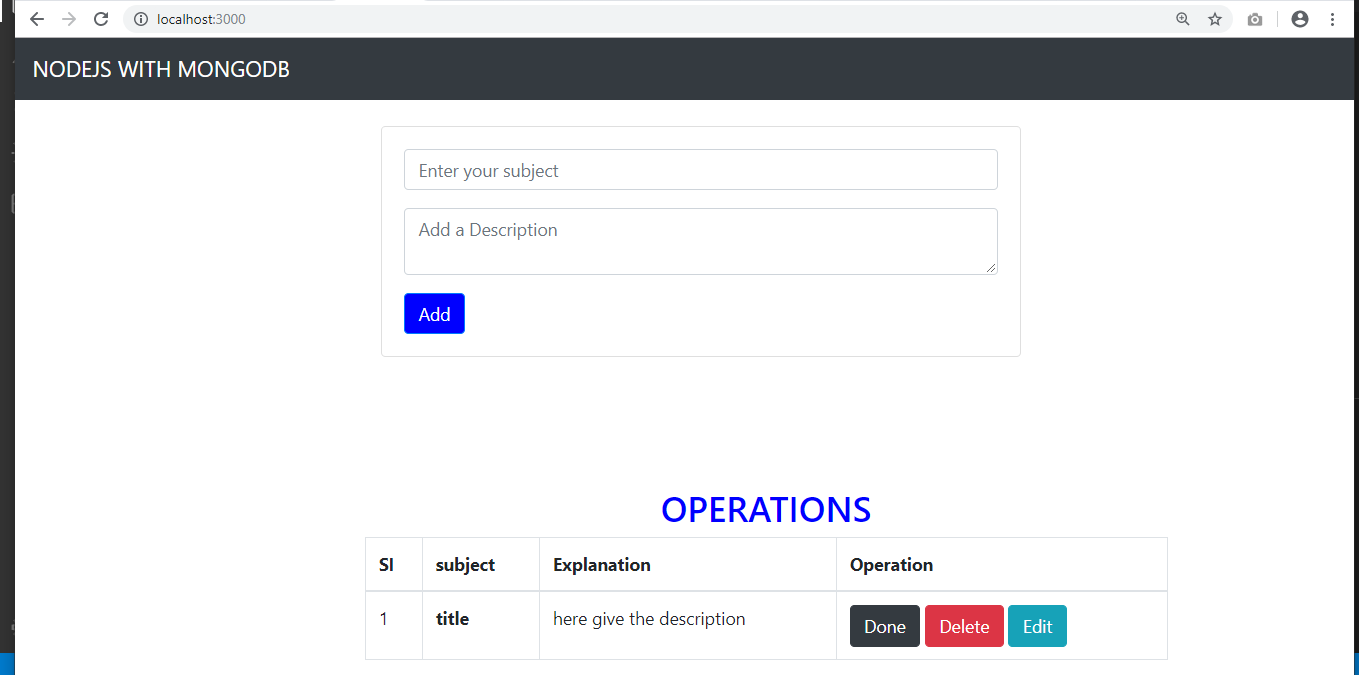 localhost:3000
NODEJS WITH MONGODB
Enter your subject
Add a Description
Add
OPERATIONS
Sl subject Explanation Operation
1 title here give the description Done Delete Edit